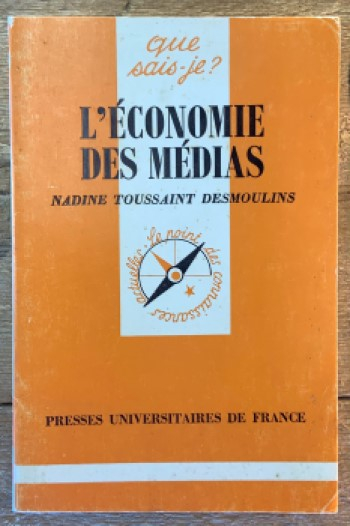 que
sais-je?
L'ÉCONOMIE
DES MÉDIAS
NADINE TOUSSAINT DESMOULINS
le point des connaissances actuelles
PRESSES UNIVERSITAIRES DE FRANCE